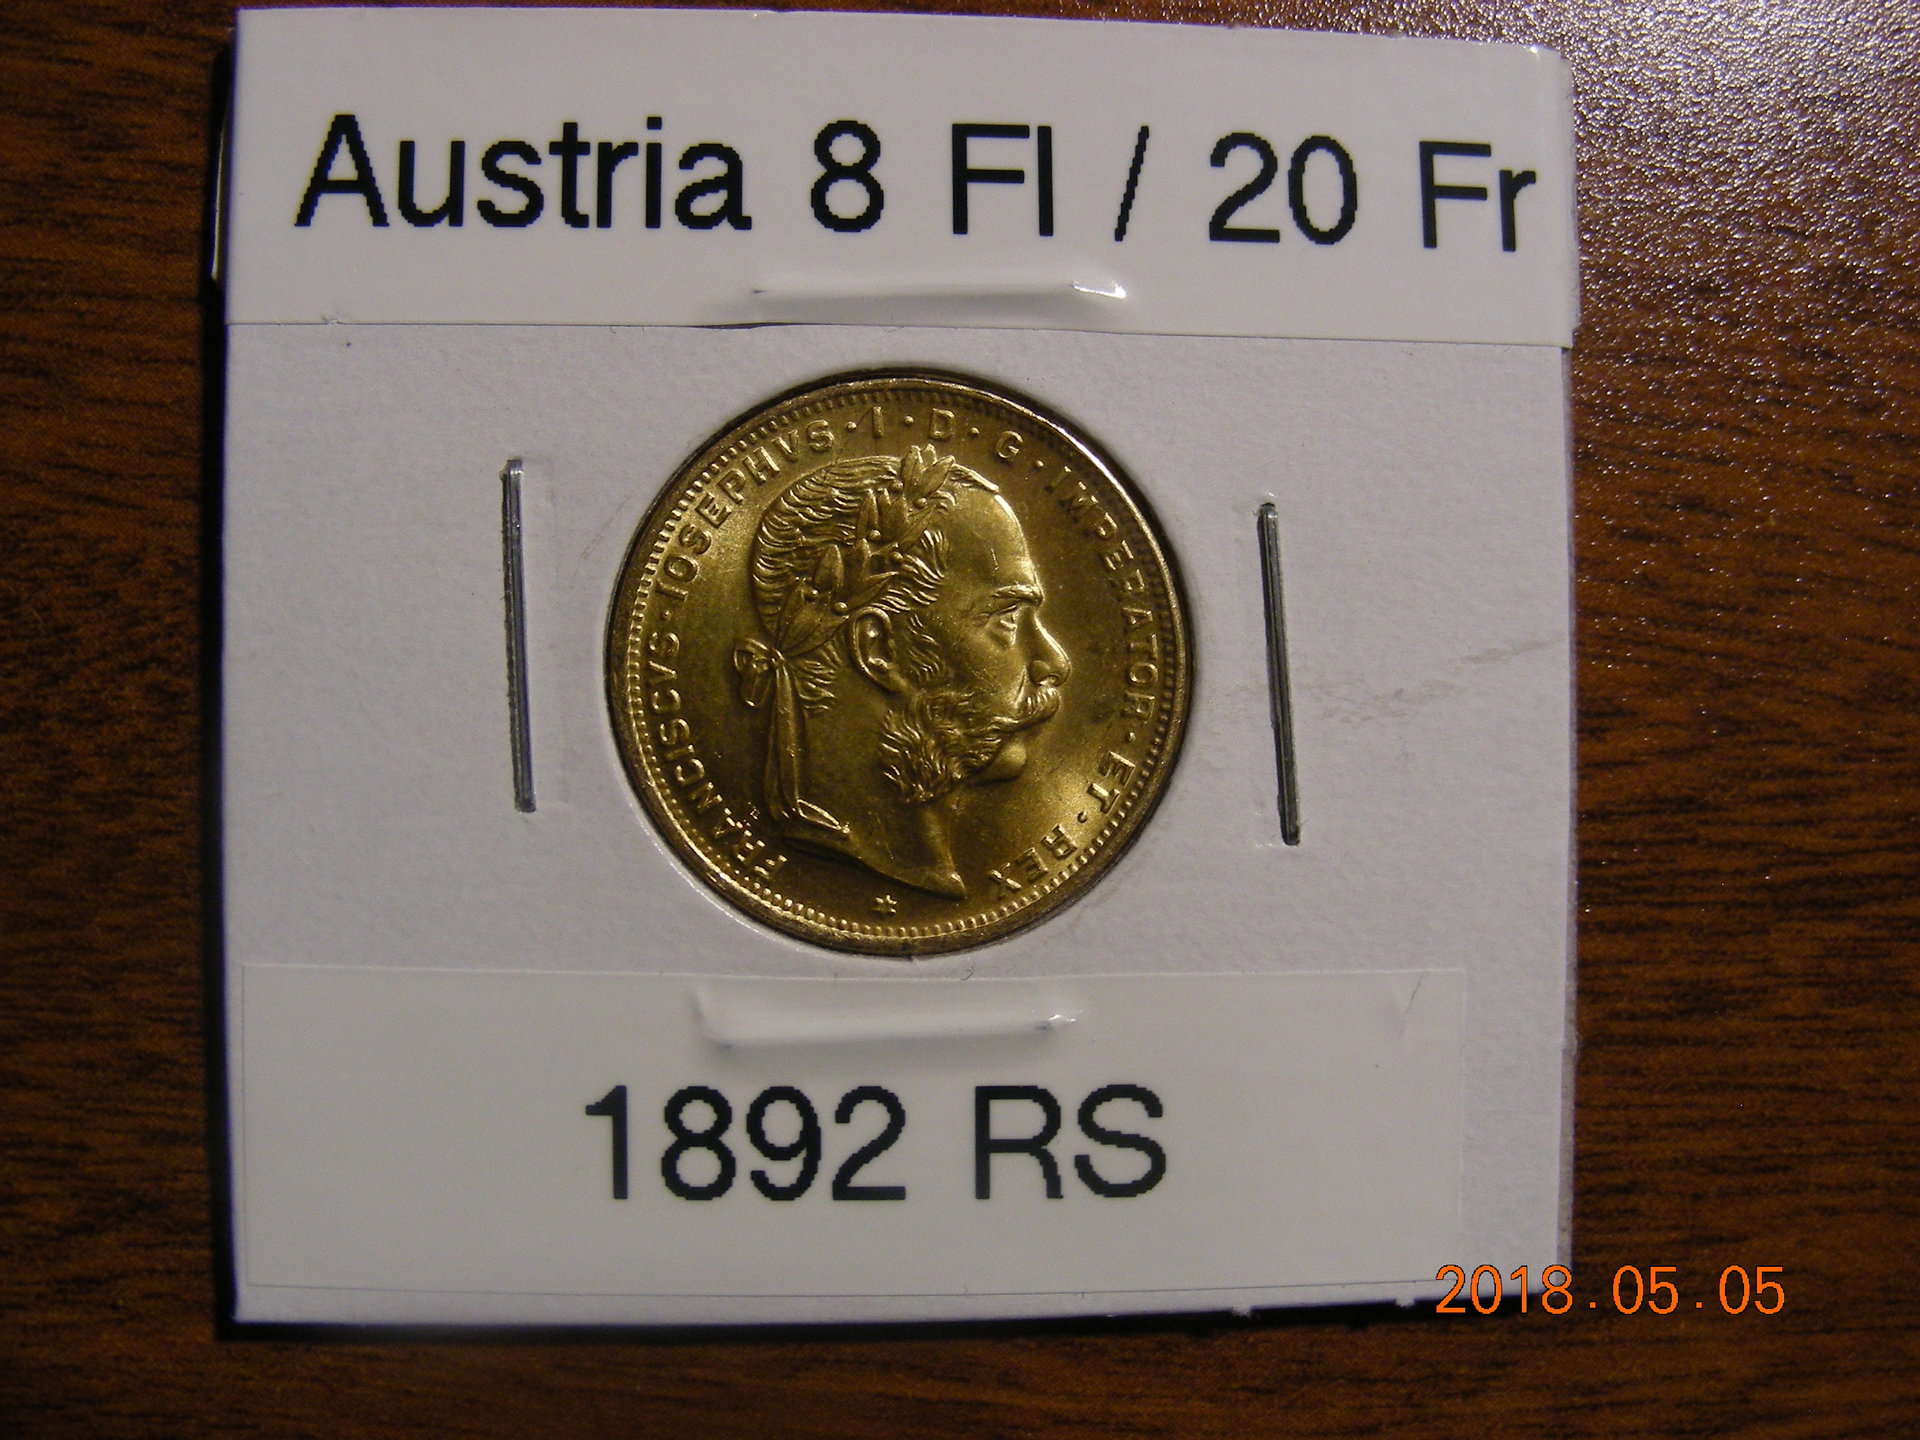 Austria 8 Fl / 20 Fr
FRANCISCVS · IOSEPHVS · I · D · G · IMPERATOR · ET · REX
1892 RS
2018.05.05